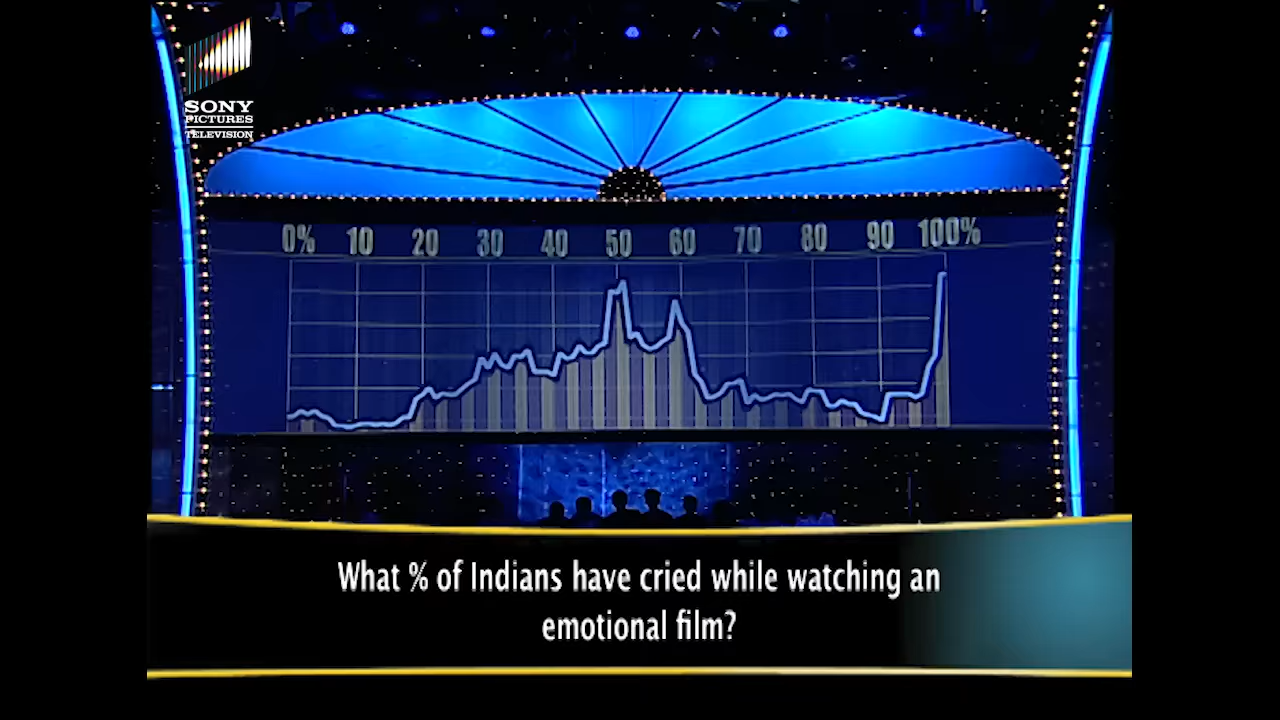 SONY
PICTURES
TELEVISION
0% 10 20 30 40 50 60 70 80 90 100%
What % of Indians have cried while watching an
emotional film?